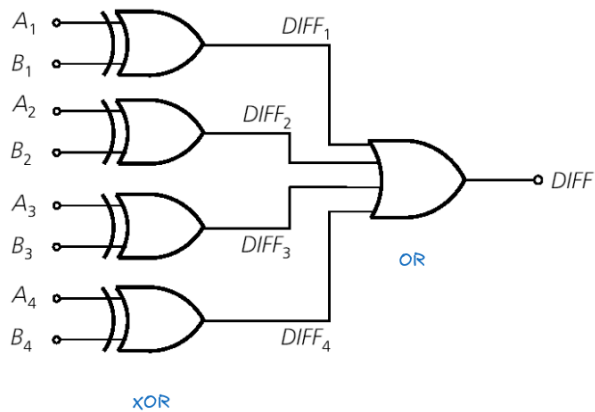 A₁
DIFF₁
B₁
A₂
DIFF₂
B₂
DIFF
A₃
B₃
DIFF₃
OR
A₄
B₄
DIFF₄
XOR